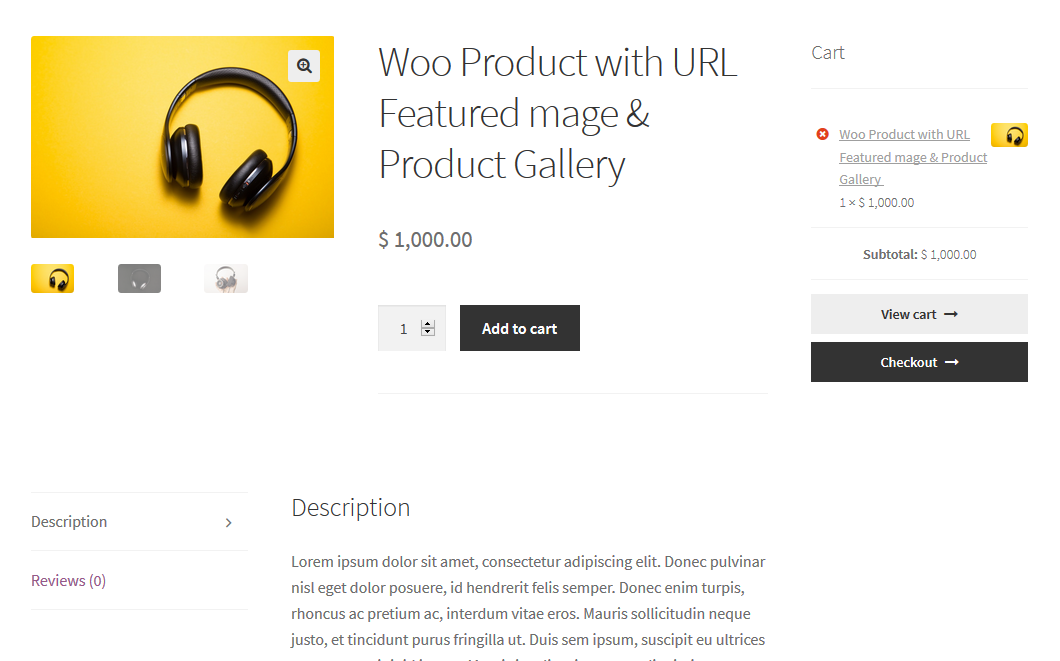 Woo Product with URL
Featured mage &
Product Gallery
$ 1,000.00
1
Add to cart
Cart
Woo Product with URL
Featured mage & Product
Gallery
1 × $ 1,000.00
Subtotal: $ 1,000.00
View cart
Checkout
Description
Reviews (0)
Description
Lorem ipsum dolor sit amet, consectetur adipiscing elit. Donec pulvinar
nisl eget dolor posuere, id hendrerit felis semper. Donec enim turpis,
rhoncus ac pretium ac, interdum vitae eros. Mauris sollicitudin neque
justo, et tincidunt purus fringilla ut. Duis sem ipsum, suscipit eu ultrices